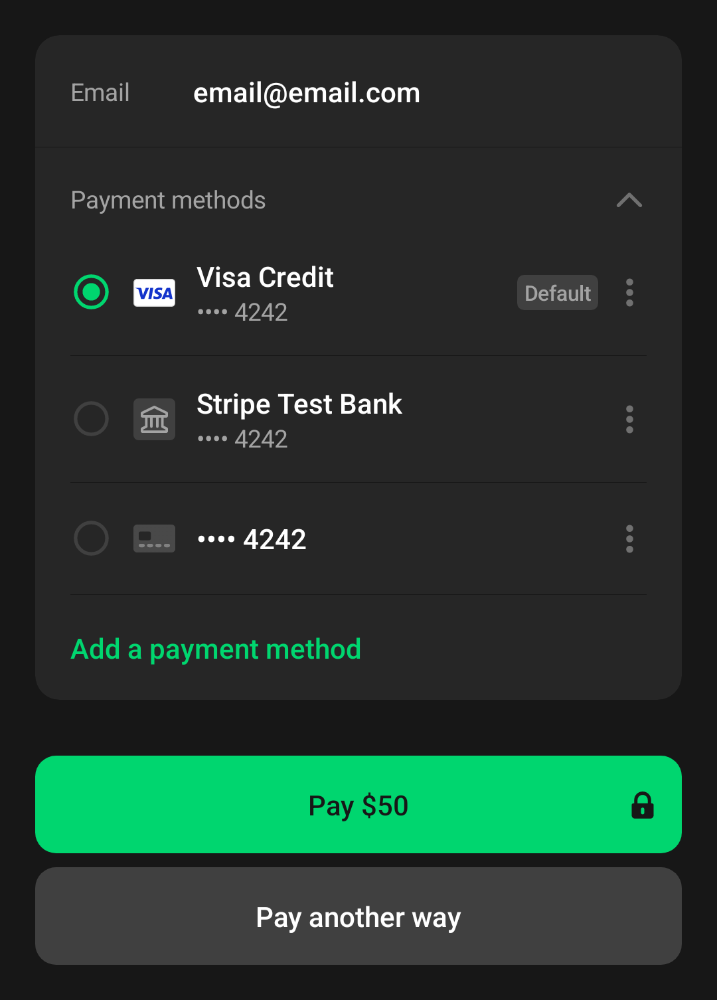 Email email@email.com
Payment methods
VISA Visa Credit
•••• 4242
Default
Stripe Test Bank
•••• 4242
•••• 4242
Add a payment method
Pay $50
Pay another way